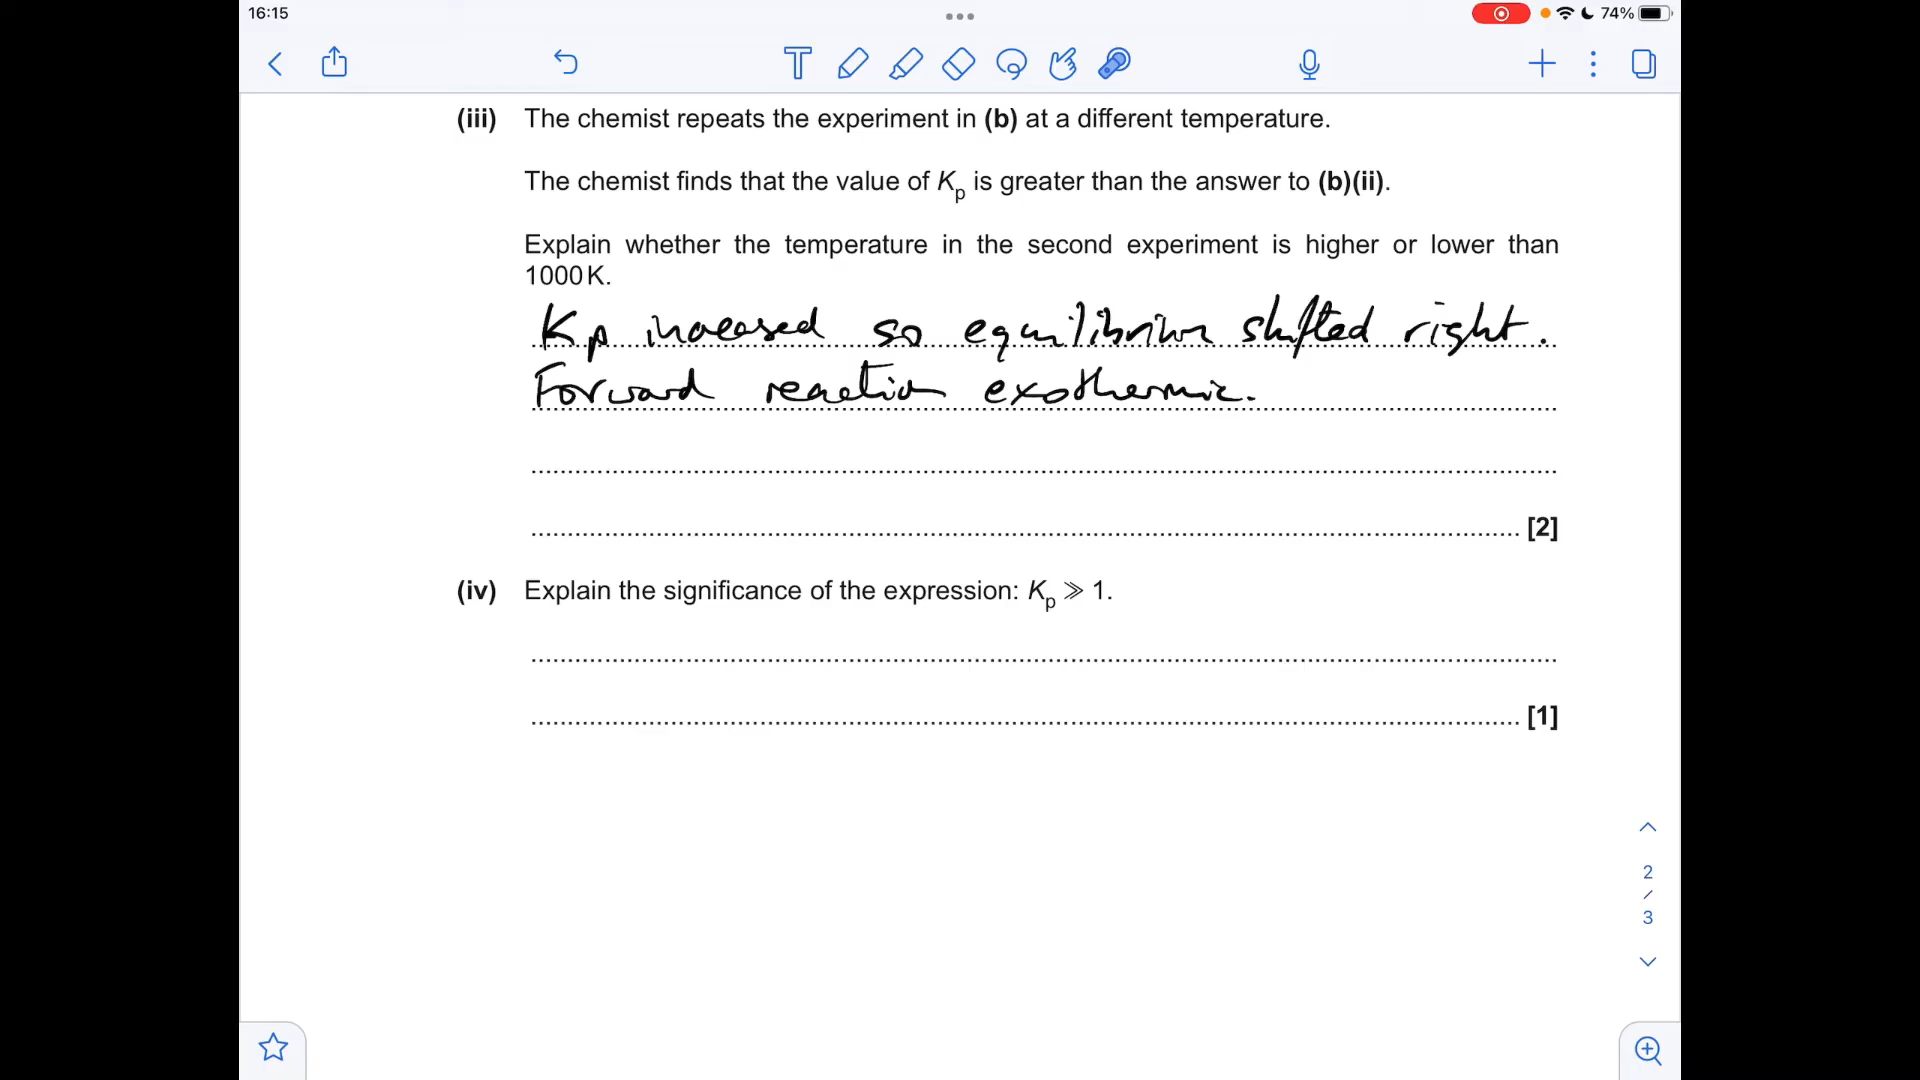 16:15
74%
(iii) The chemist repeats the experiment in (b) at a different temperature.
The chemist finds that the value of Kp is greater than the answer to (b)(ii).
Explain whether the temperature in the second experiment is higher or lower than
1000 K.
Kp increased so equilibrium shifted right.
Forward reaction exothermic.
[2]
(iv) Explain the significance of the expression: Kp ≫ 1.
[1]
2
/
3